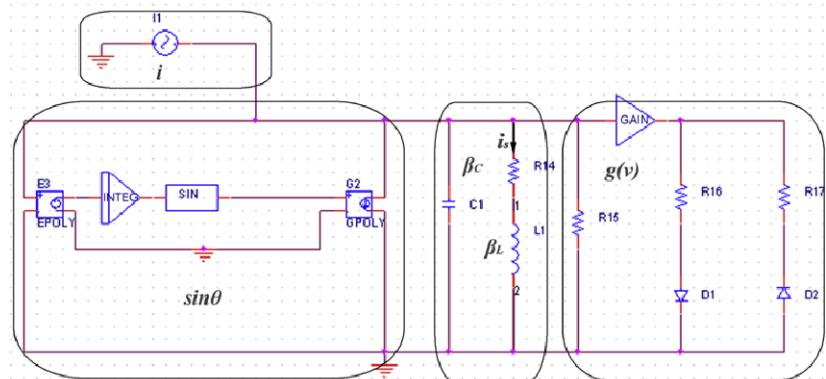 I1
i
E3
EPOLY
INTEG
SIN
G2
GPOLY
sinθ
βC
C1
is
R14
1
βL
L1
2
R15
GAIN
g(v)
R16
R17
D1
D2